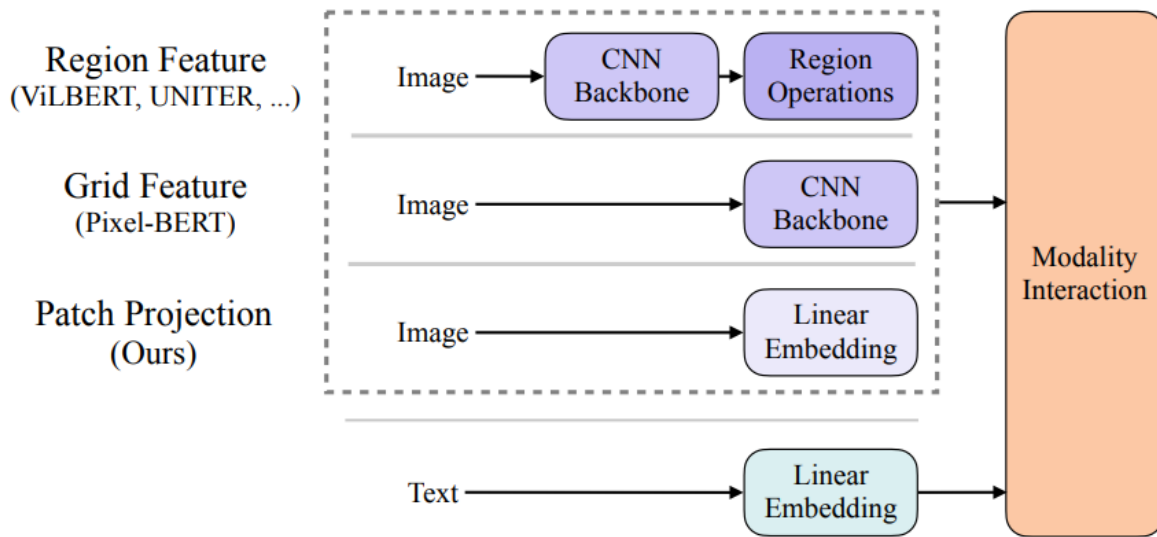 Region Feature
(ViLBERT, UNITER, ...)
Image
CNN
Backbone
Region
Operations
Grid Feature
(Pixel-BERT)
Image
CNN
Backbone
Patch Projection
(Ours)
Image
Linear
Embedding
Text
Linear
Embedding
Modality
Interaction